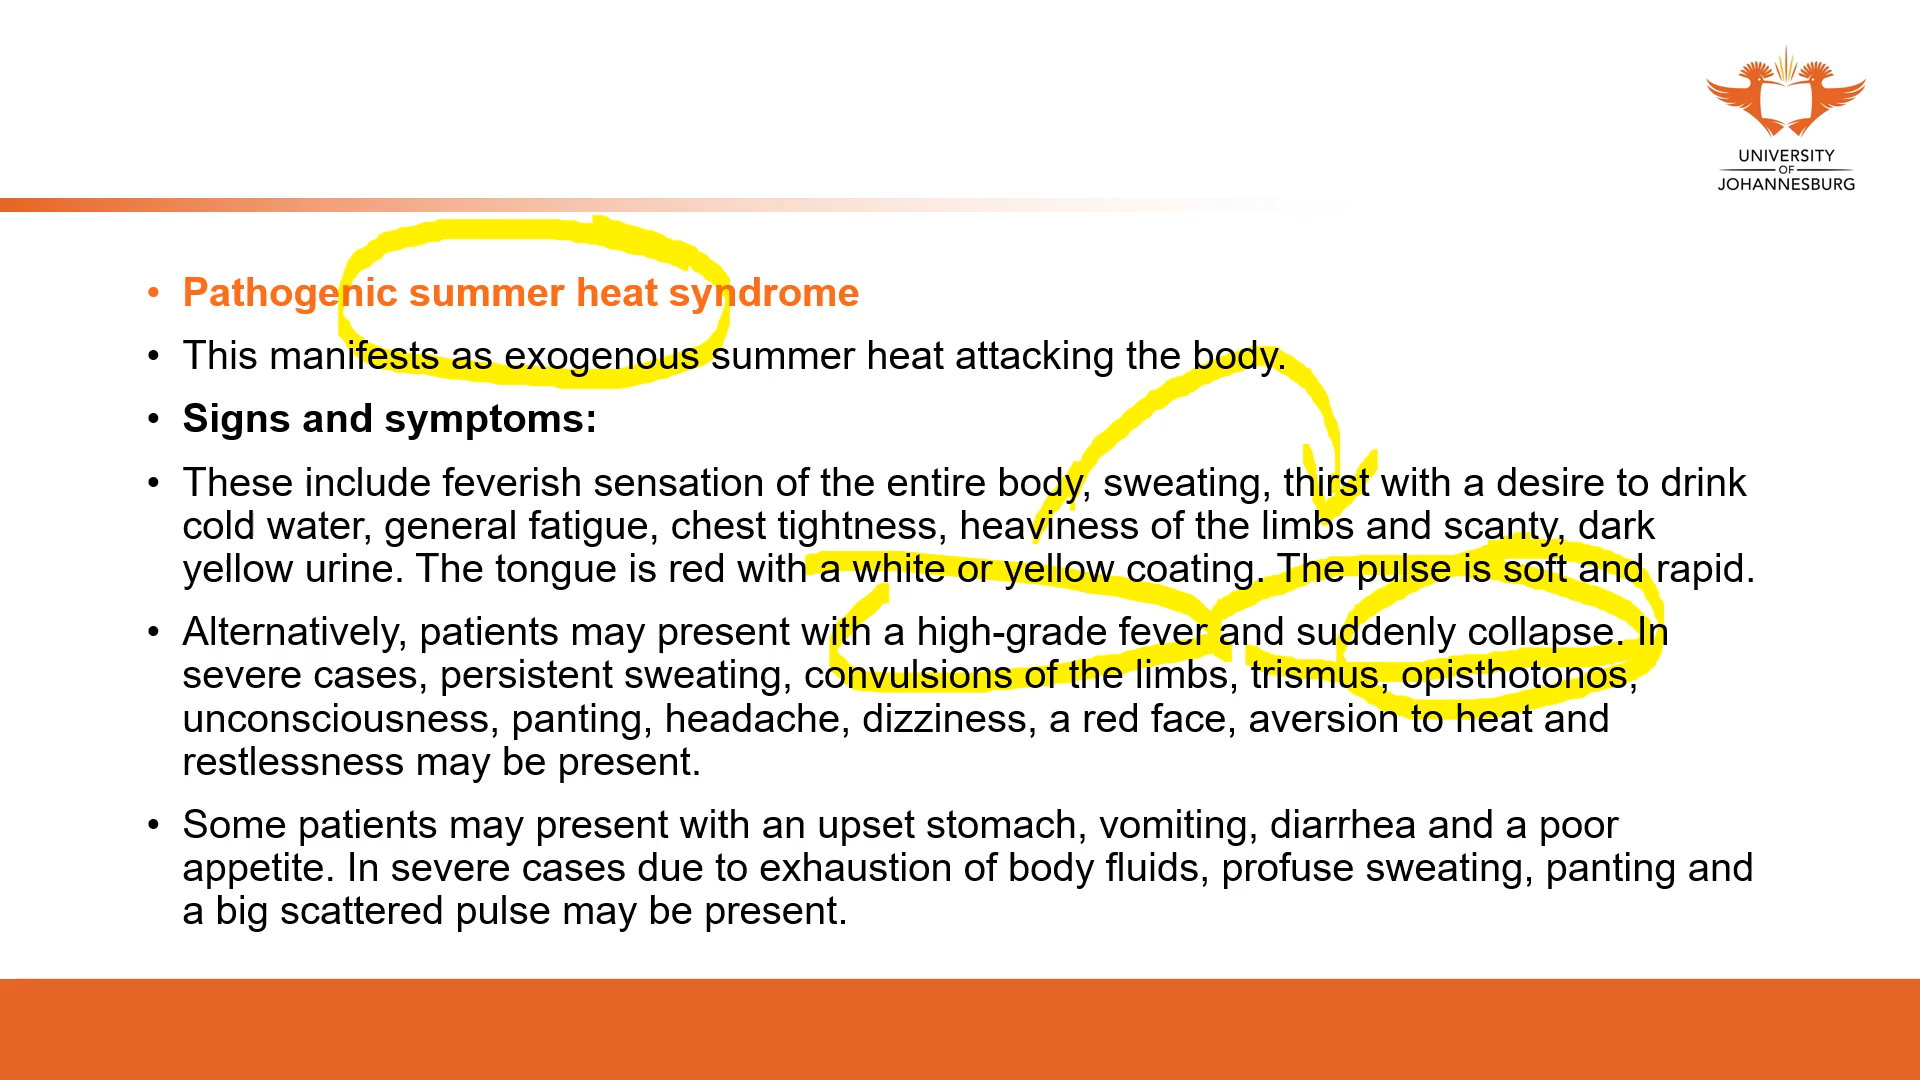 UNIVERSITY
OF
JOHANNESBURG
• Pathogenic summer heat syndrome
• This manifests as exogenous summer heat attacking the body.
• Signs and symptoms:
• These include feverish sensation of the entire body, sweating, thirst with a desire to drink
cold water, general fatigue, chest tightness, heaviness of the limbs and scanty, dark
yellow urine. The tongue is red with a white or yellow coating. The pulse is soft and rapid.
• Alternatively, patients may present with a high-grade fever and suddenly collapse. In
severe cases, persistent sweating, convulsions of the limbs, trismus, opisthotonos,
unconsciousness, panting, headache, dizziness, a red face, aversion to heat and
restlessness may be present.
• Some patients may present with an upset stomach, vomiting, diarrhea and a poor
appetite. In severe cases due to exhaustion of body fluids, profuse sweating, panting and
a big scattered pulse may be present.